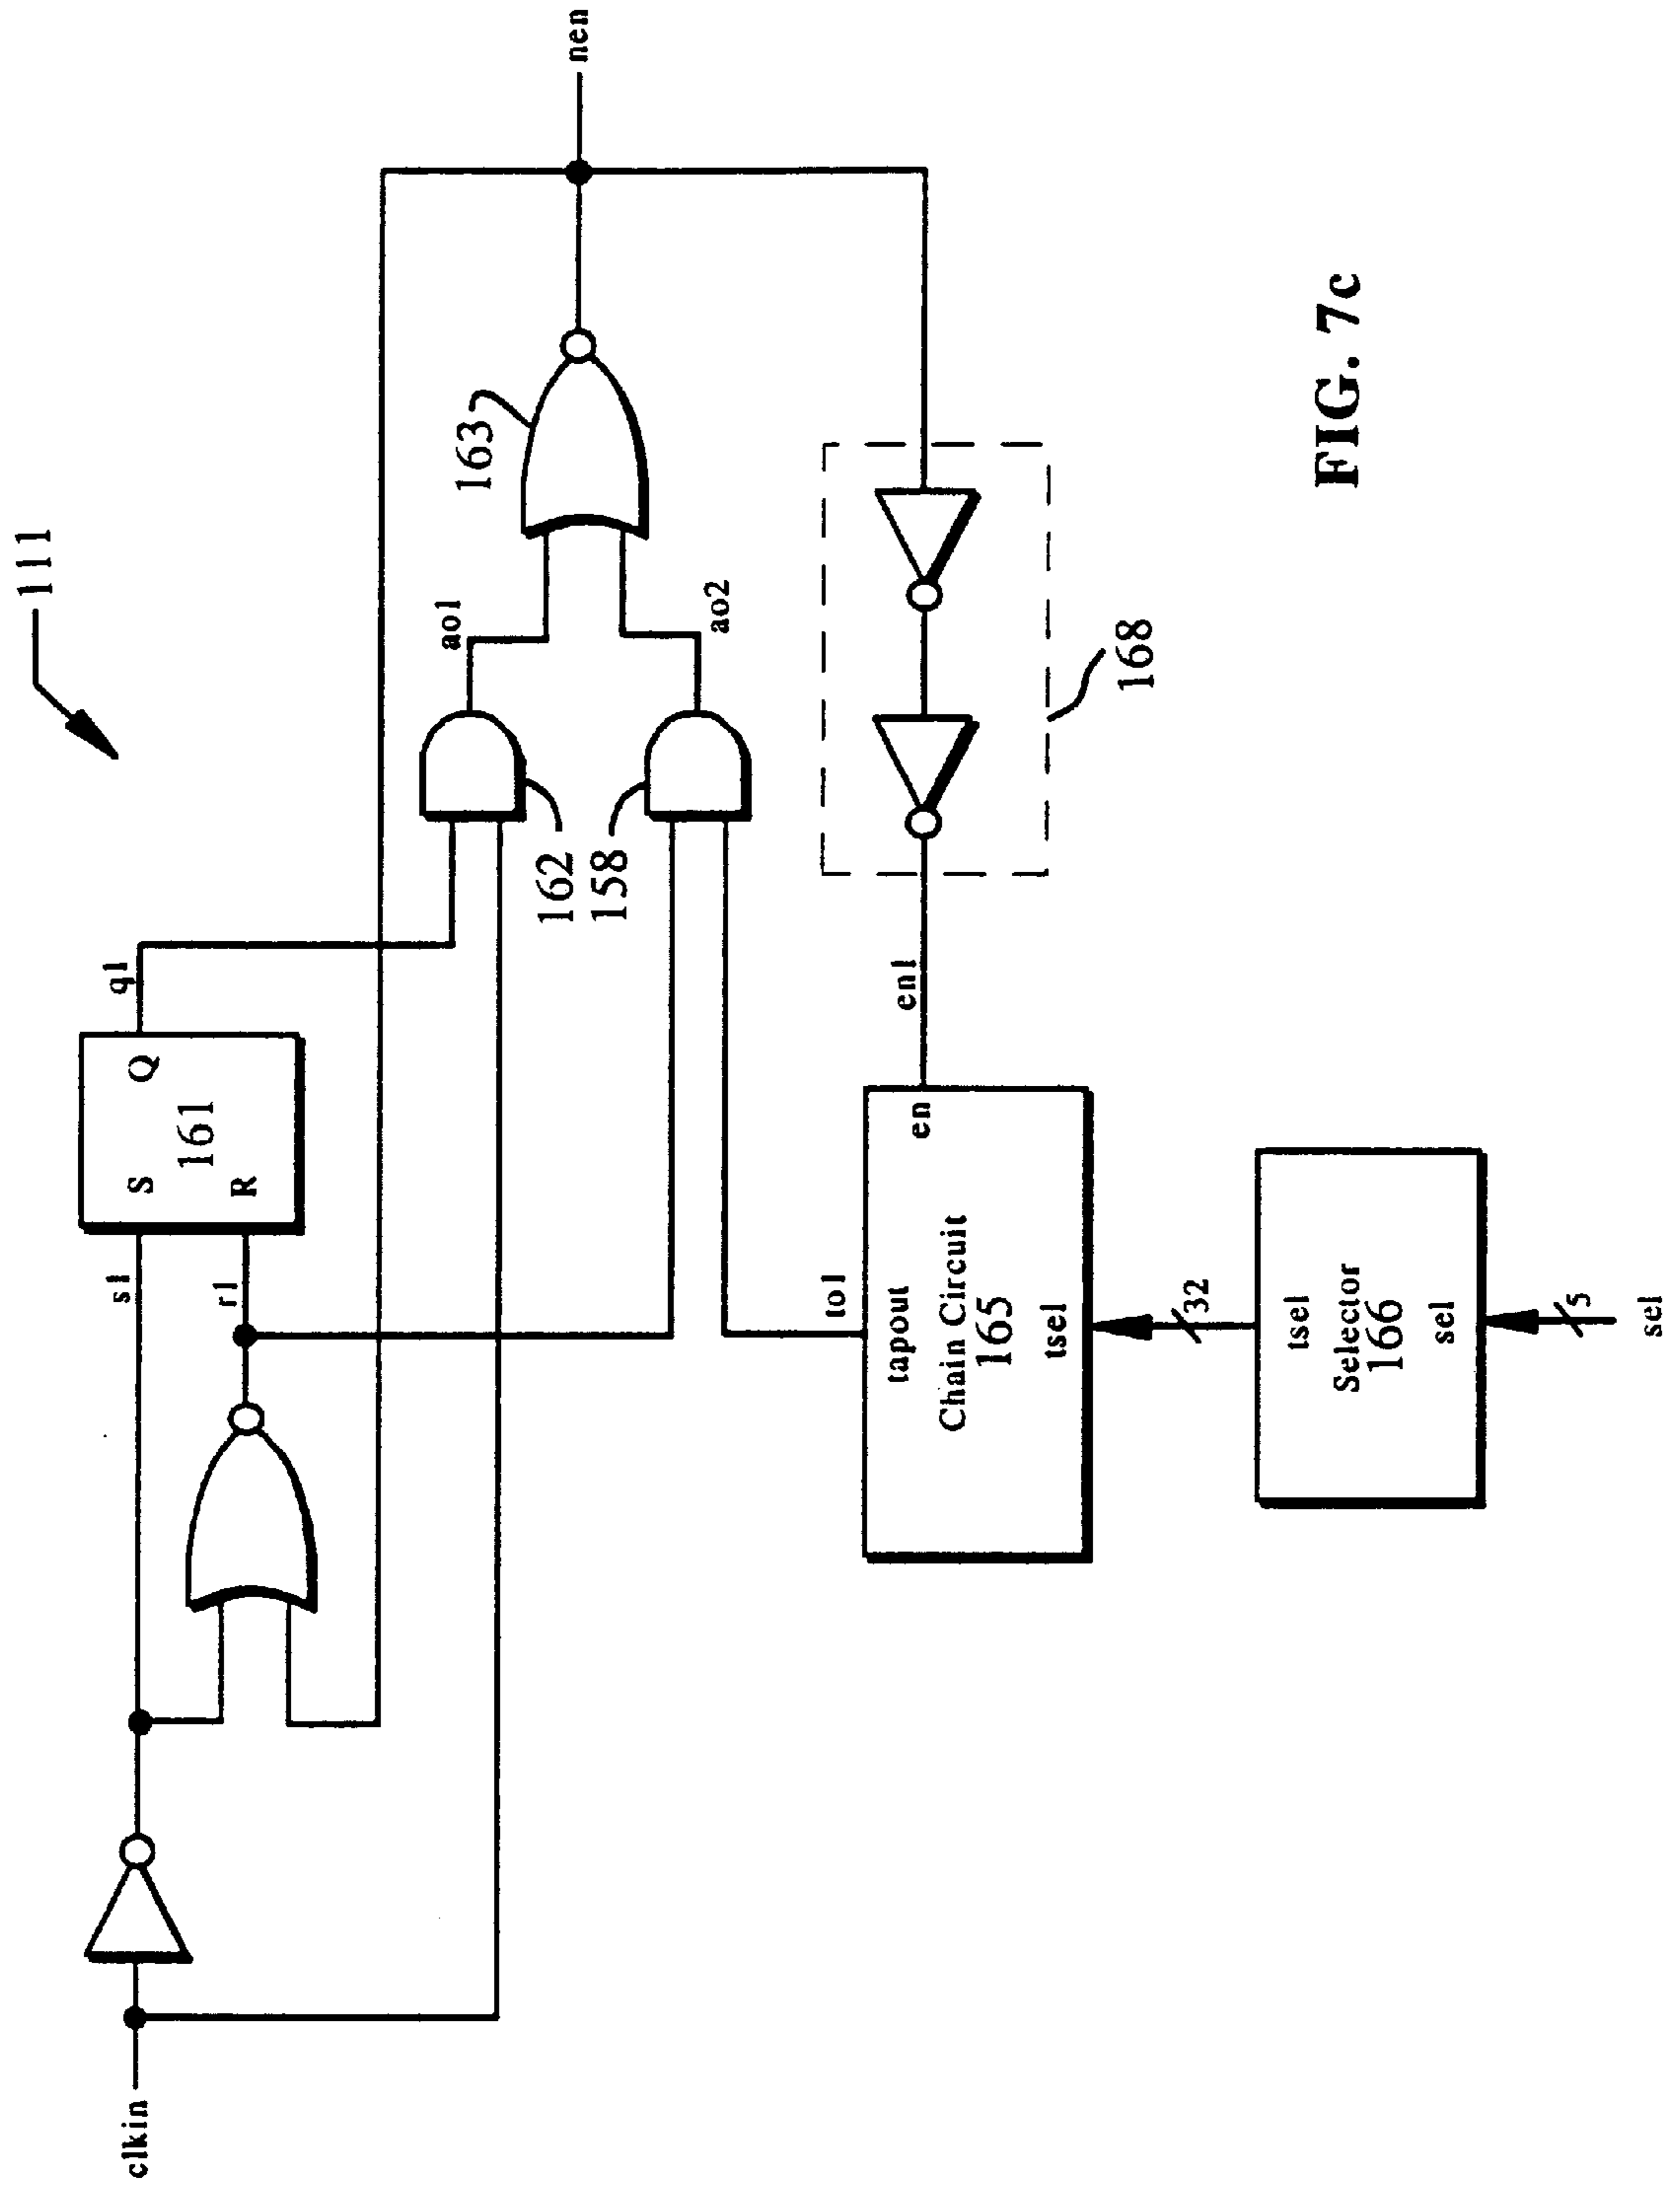 111
clkin
s1
r1
S
R
161
Q
q1
162
158
ao1
ao2
163
nen
to1
tapout
en
en1
Chain Circuit
165
tsel
168
32
tsel
Selector
166
sel
5
sel
FIG. 7c